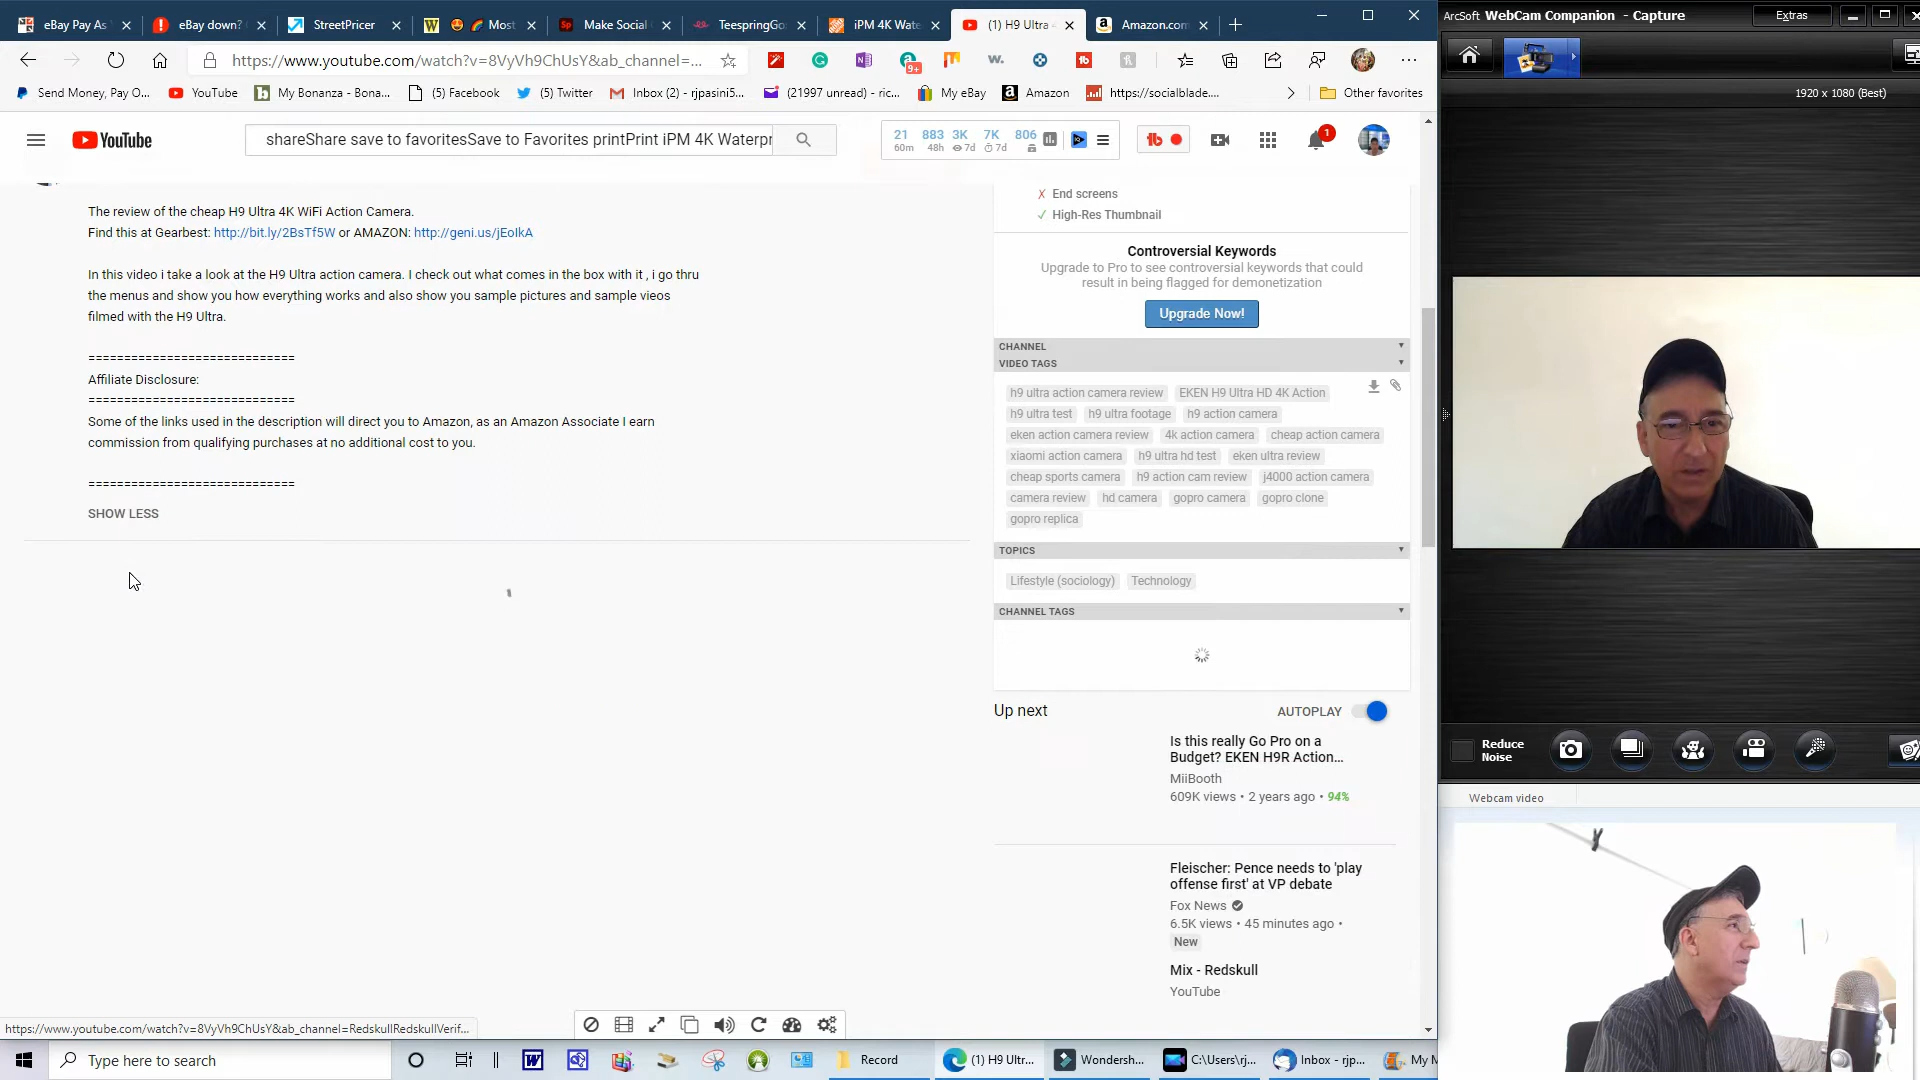 eBay Pay As
eBay down?
StreetPricer
Most
Make Social
TeespringGo
iPM 4K Wate
(1) H9 Ultra
Amazon.com
ArcSoft WebCam Companion - Capture
Extras
https://www.youtube.com/watch?v=8VyVh9ChUsY&ab_channel=...
9+
Send Money, Pay O...
YouTube
My Bonanza - Bona...
(5) Facebook
(5) Twitter
Inbox (2) - rjpasini5...
(21997 unread) - ric...
My eBay
Amazon
https://socialblade....
Other favorites
1920 x 1080 (Best)
YouTube
shareShare save to favoritesSave to Favorites printPrint iPM 4K Waterpr
21 883 3K 7K 806
60m 48h 7d 7d
1
The review of the cheap H9 Ultra 4K WiFi Action Camera.
Find this at Gearbest: http://bit.ly/2BsTf5W or AMAZON: http://geni.us/jEoIkA
In this video i take a look at the H9 Ultra action camera. I check out what comes in the box with it , i go thru
the menus and show you how everything works and also show you sample pictures and sample vieos
filmed with the H9 Ultra.
=============================
Affiliate Disclosure:
=============================
Some of the links used in the description will direct you to Amazon, as an Amazon Associate I earn
commission from qualifying purchases at no additional cost to you.
=============================
SHOW LESS
End screens
High-Res Thumbnail
Controversial Keywords
Upgrade to Pro to see controversial keywords that could
result in being flagged for demonetization
Upgrade Now!
CHANNEL
VIDEO TAGS
h9 ultra action camera review EKEN H9 Ultra HD 4K Action
h9 ultra test h9 ultra footage h9 action camera
eken action camera review 4k action camera cheap action camera
xiaomi action camera h9 ultra hd test eken ultra review
cheap sports camera h9 action cam review j4000 action camera
camera review hd camera gopro camera gopro clone
gopro replica
TOPICS
Lifestyle (sociology) Technology
CHANNEL TAGS
Up next
AUTOPLAY
Is this really Go Pro on a
Budget? EKEN H9R Action...
MiiBooth
609K views • 2 years ago • 94%
Fleischer: Pence needs to 'play
offense first' at VP debate
Fox News
6.5K views • 45 minutes ago •
New
Mix - Redskull
YouTube
Reduce
Noise
Webcam video
https://www.youtube.com/watch?v=8VyVh9ChUsY&ab_channel=RedskullRedskullVerif...
Type here to search
Record
(1) H9 Ultr...
Wondersh...
C:\Users\rj...
Inbox - rjp...
My M